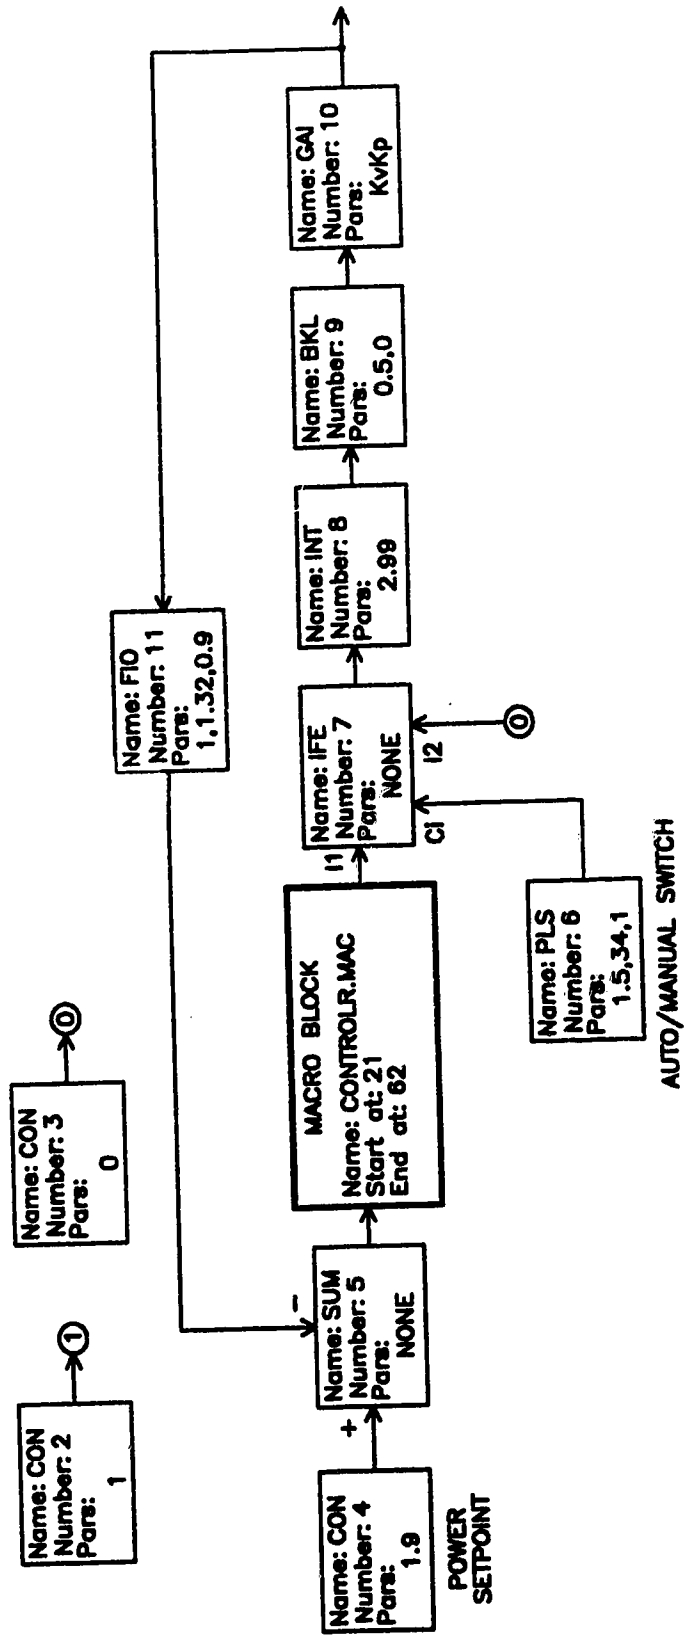 Name: CON
Number: 2
Pars:
1
1
Name: CON
Number: 3
Pars:
0
0
Name: FIO
Number: 11
Pars:
1,1.32,0.9
Name: CON
Number: 4
Pars:
1.9
POWER
SETPOINT
+
-
Name: SUM
Number: 5
Pars:
NONE
MACRO BLOCK
Name: CONTROLR.MAC
Start at: 21
End at: 62
I1
Name: IFE
Number: 7
Pars:
NONE
Ci
I2
0
Name: PLS
Number: 6
Pars:
1.5,34,1
AUTO/MANUAL SWITCH
Name: INT
Number: 8
Pars:
2.99
Name: BKL
Number: 9
Pars:
0.5,0
Name: GAI
Number: 10
Pars:
KvKp